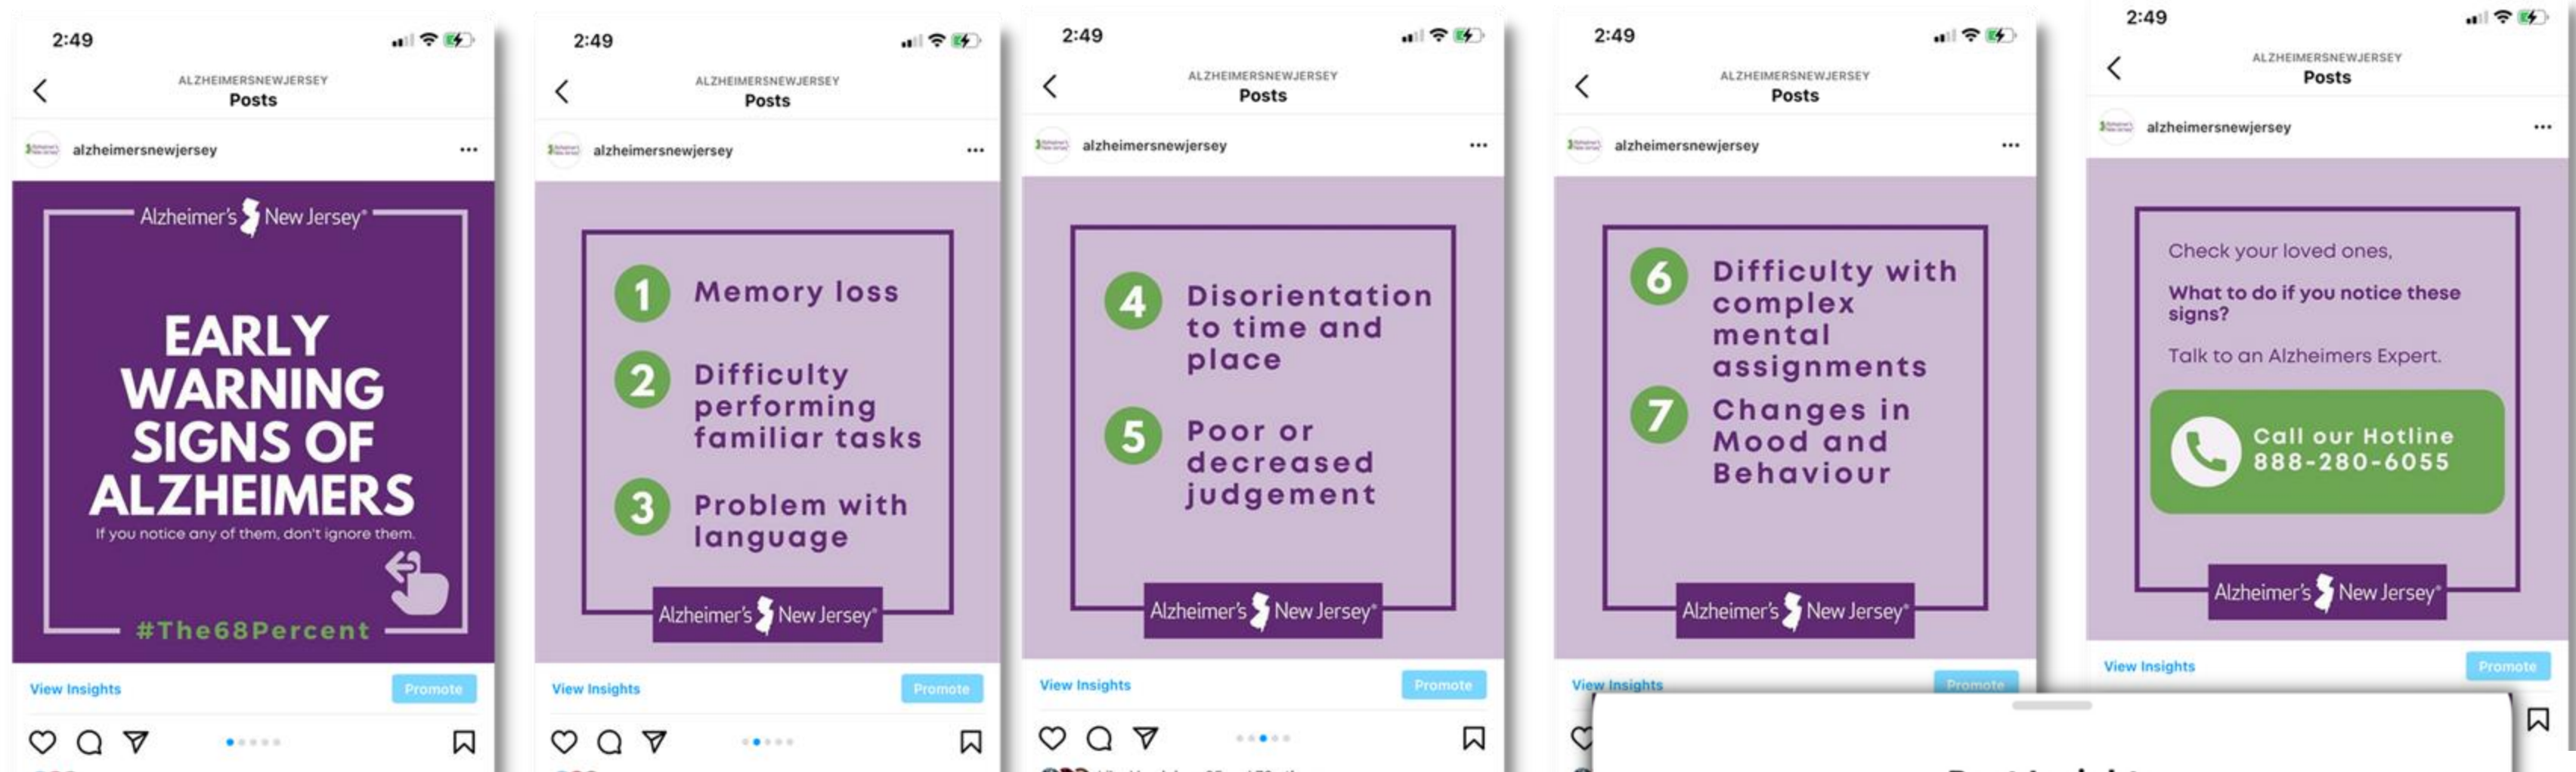 2:49
ALZHEIMERSNEWJERSEY
Posts
alzheimersnewjersey
Alzheimer's New Jersey®
EARLY
WARNING
SIGNS OF
ALZHEIMERS
If you notice any of them, don't ignore them.
#The68Percent
View Insights
Promote
2:49
ALZHEIMERSNEWJERSEY
Posts
alzheimersnewjersey
1 Memory loss
2 Difficulty
performing
familiar tasks
3 Problem with
language
Alzheimer's New Jersey®
View Insights
Promote
2:49
ALZHEIMERSNEWJERSEY
Posts
alzheimersnewjersey
4 Disorientation
to time and
place
5 Poor or
decreased
judgement
Alzheimer's New Jersey®
View Insights
Promote
2:49
ALZHEIMERSNEWJERSEY
Posts
alzheimersnewjersey
6 Difficulty with
complex
mental
assignments
7 Changes in
Mood and
Behaviour
Alzheimer's New Jersey®
View Insights
Promote
2:49
ALZHEIMERSNEWJERSEY
Posts
alzheimersnewjersey
Check your loved ones,
What to do if you notice these
signs?
Talk to an Alzheimers Expert.
Call our Hotline
888-280-6055
Alzheimer's New Jersey®
View Insights
Promote